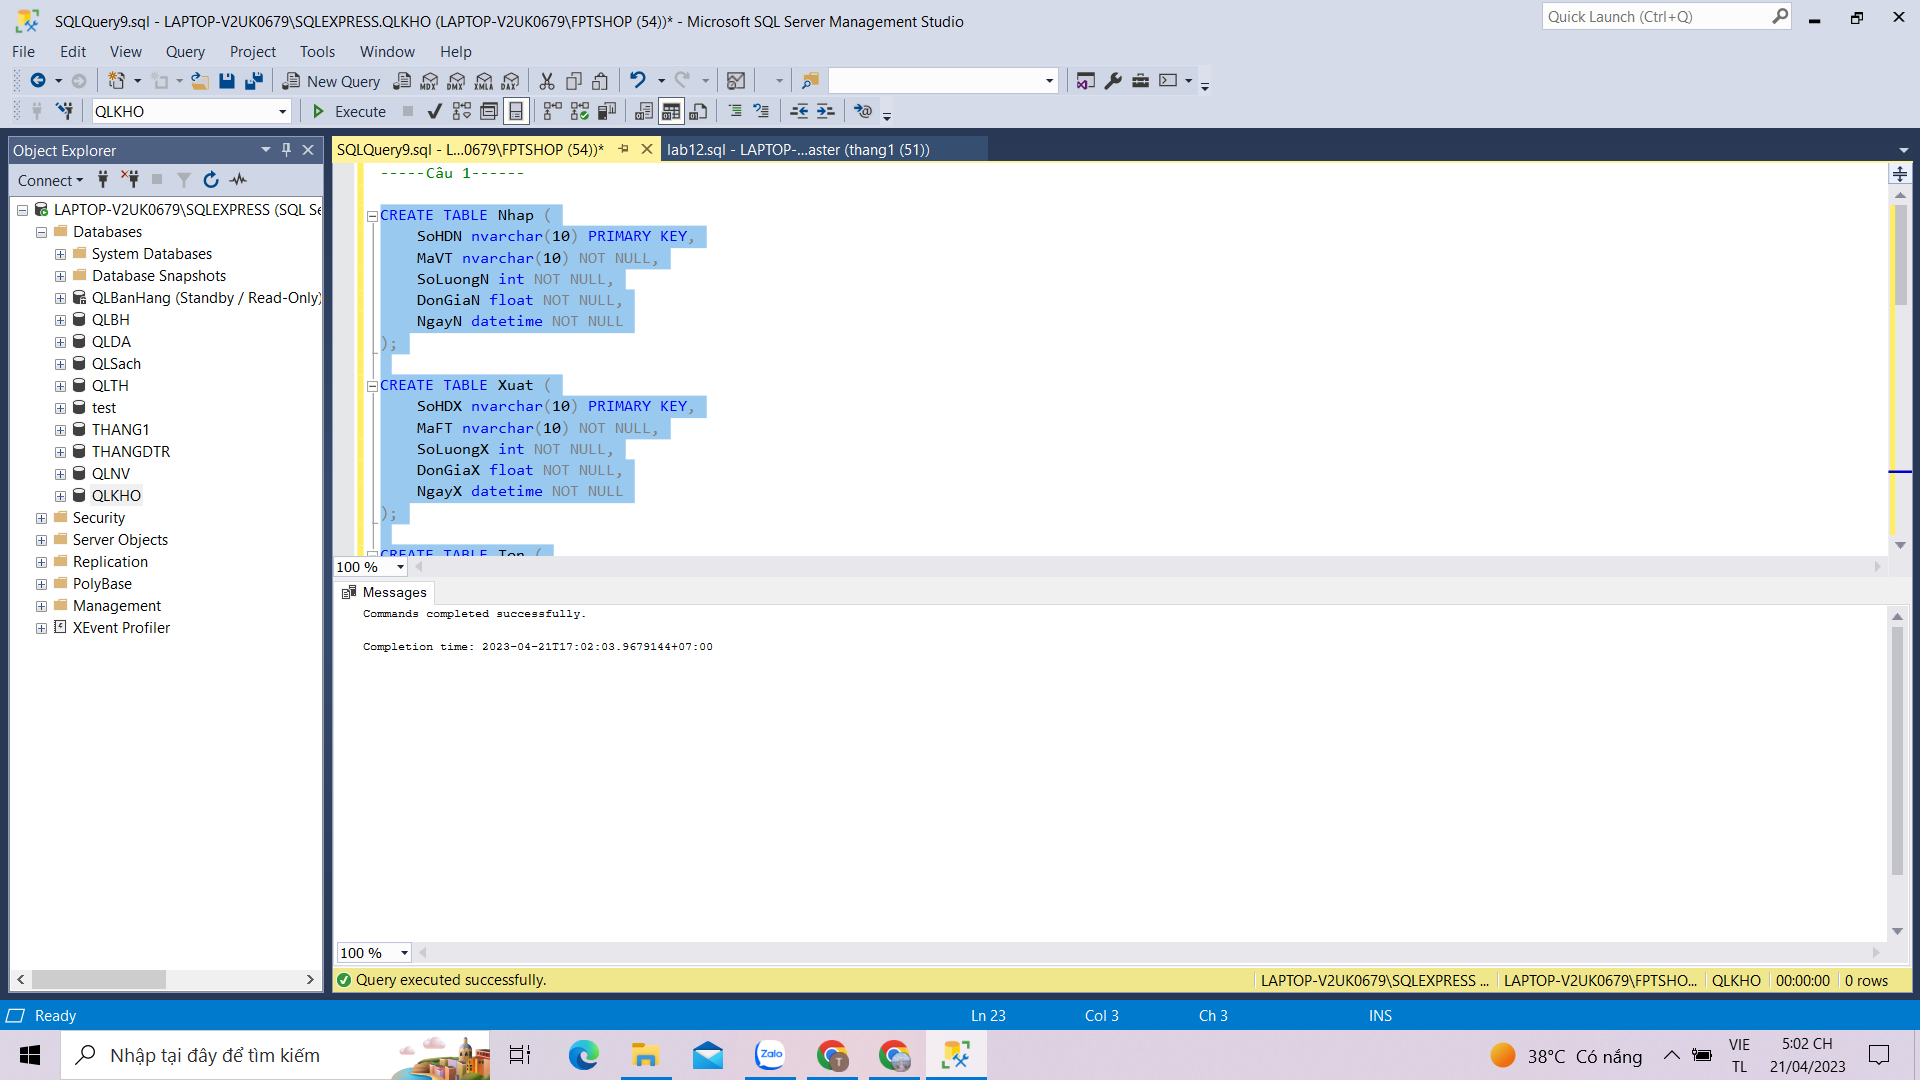 SQLQuery9.sql - LAPTOP-V2UK0679\SQLEXPRESS.QLKHO (LAPTOP-V2UK0679\FPTSHOP (54))* - Microsoft SQL Server Management Studio
Quick Launch (Ctrl+Q)
File Edit View Query Project Tools Window Help
New Query MDX DMX XMLA DAX
QLKHO Execute
Object Explorer
Connect
LAPTOP-V2UK0679\SQLEXPRESS (SQL Se
Databases
System Databases
Database Snapshots
QLBanHang (Standby / Read-Only)
QLBH
QLDA
QLSach
QLTH
test
THANG1
THANGDTR
QLNV
QLKHO
Security
Server Objects
Replication
PolyBase
Management
XEvent Profiler
SQLQuery9.sql - L...0679\FPTSHOP (54))* lab12.sql - LAPTOP-...aster (thang1 (51))
-----Câu 1------
CREATE TABLE Nhap (
SoHDN nvarchar(10) PRIMARY KEY,
MaVT nvarchar(10) NOT NULL,
SoLuongN int NOT NULL,
DonGiaN float NOT NULL,
NgayN datetime NOT NULL
);
CREATE TABLE Xuat (
SoHDX nvarchar(10) PRIMARY KEY,
MaFT nvarchar(10) NOT NULL,
SoLuongX int NOT NULL,
DonGiaX float NOT NULL,
NgayX datetime NOT NULL
);
CREATE TABLE Ton (
100 %
Messages
Commands completed successfully.
Completion time: 2023-04-21T17:02:03.9679144+07:00
100 %
Query executed successfully. LAPTOP-V2UK0679\SQLEXPRESS ... LAPTOP-V2UK0679\FPTSHO... QLKHO 00:00:00 0 rows
Ready Ln 23 Col 3 Ch 3 INS
Nhập tại đây để tìm kiếm Zalo T 38°C Có nắng VIE TL 5:02 CH 21/04/2023